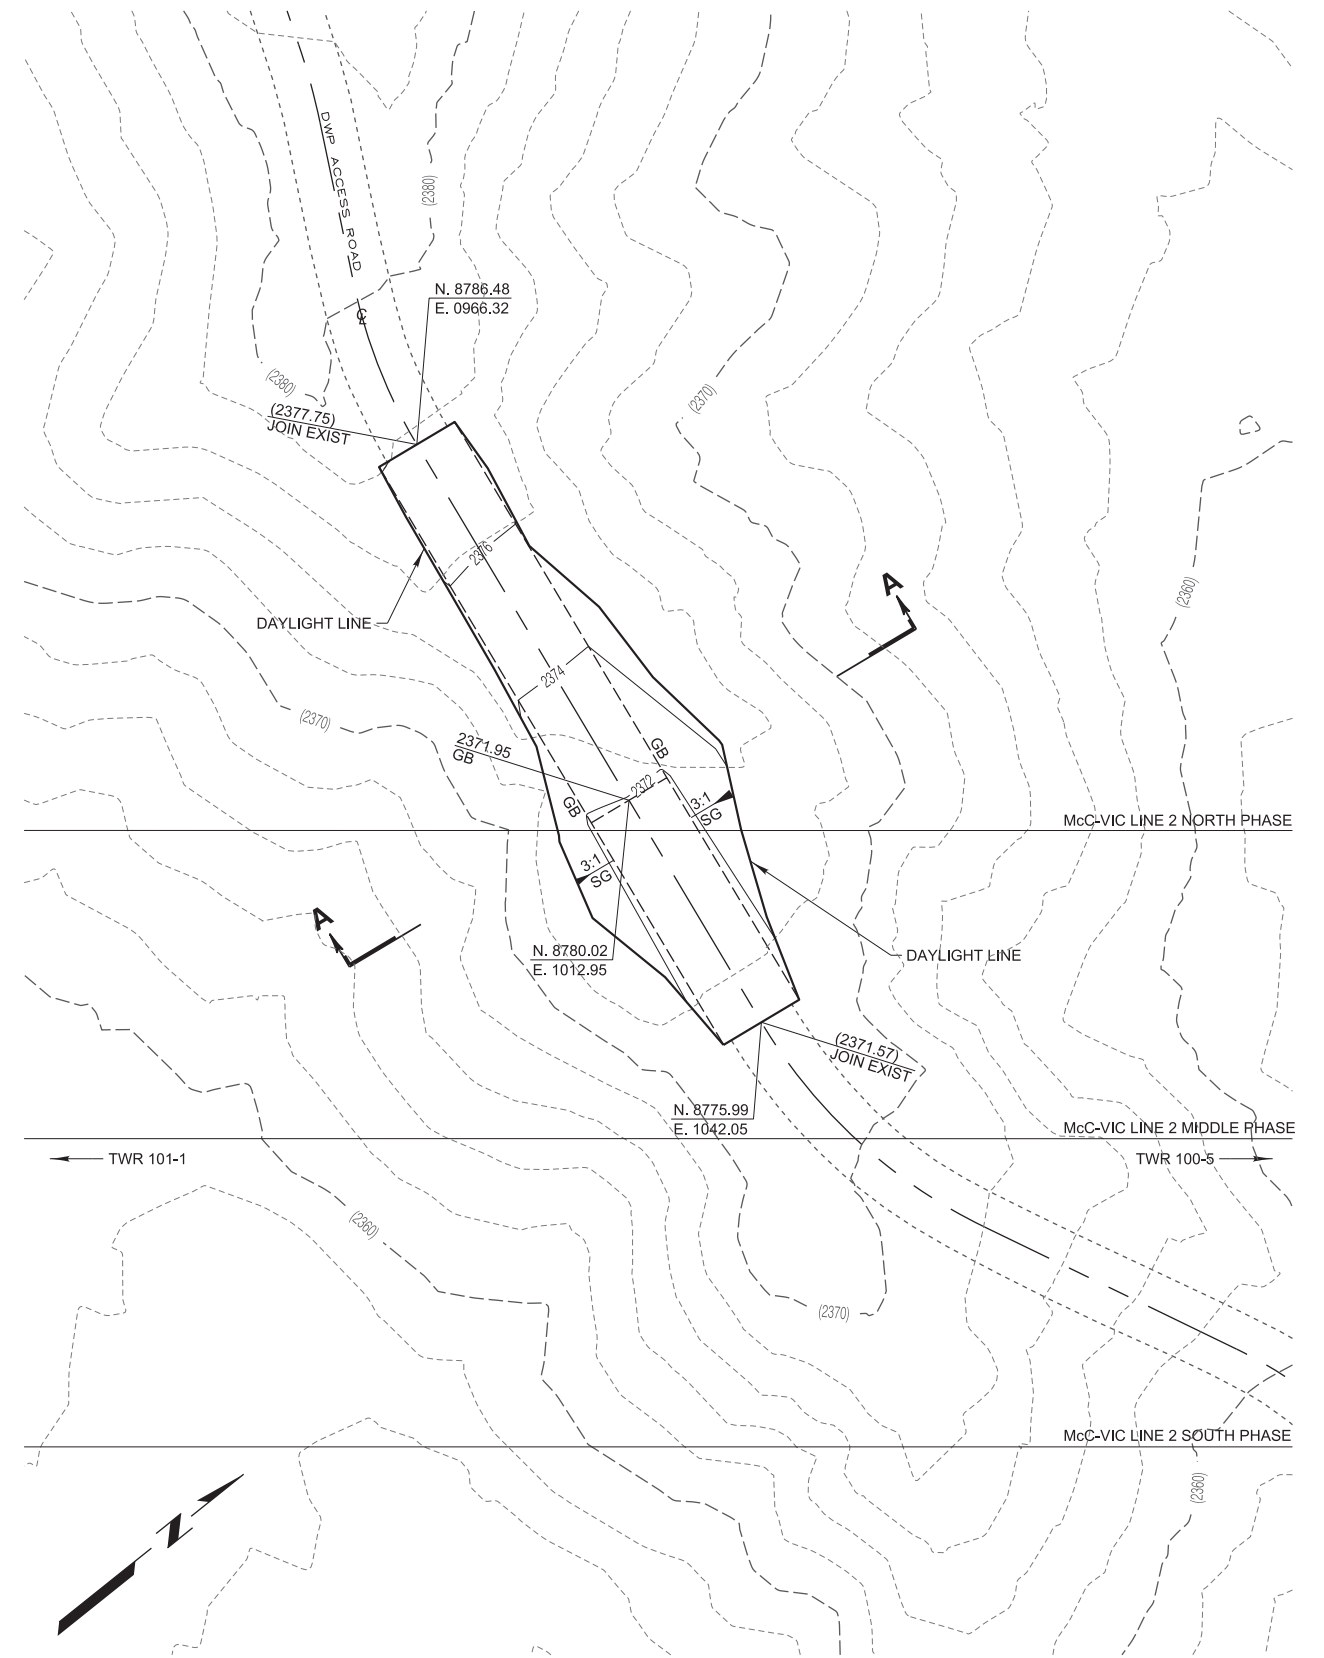 DWP ACCESS ROAD
(2380)
N. 8786.48
E. 0966.32
℄
(2380)
(2377.75)
JOIN EXIST
(2370)
2376
A
(2360)
DAYLIGHT LINE
2374
(2370)
2371.95
GB
GB
2372
GB
3:1
SG
McC-VIC LINE 2 NORTH PHASE
3:1
SG
A
N. 8780.02
E. 1012.95
DAYLIGHT LINE
(2371.57)
JOIN EXIST
N. 8775.99
E. 1042.05
McC-VIC LINE 2 MIDDLE PHASE
TWR 101-1
TWR 100-5
(2360)
(2370)
McC-VIC LINE 2 SOUTH PHASE
(2360)
N